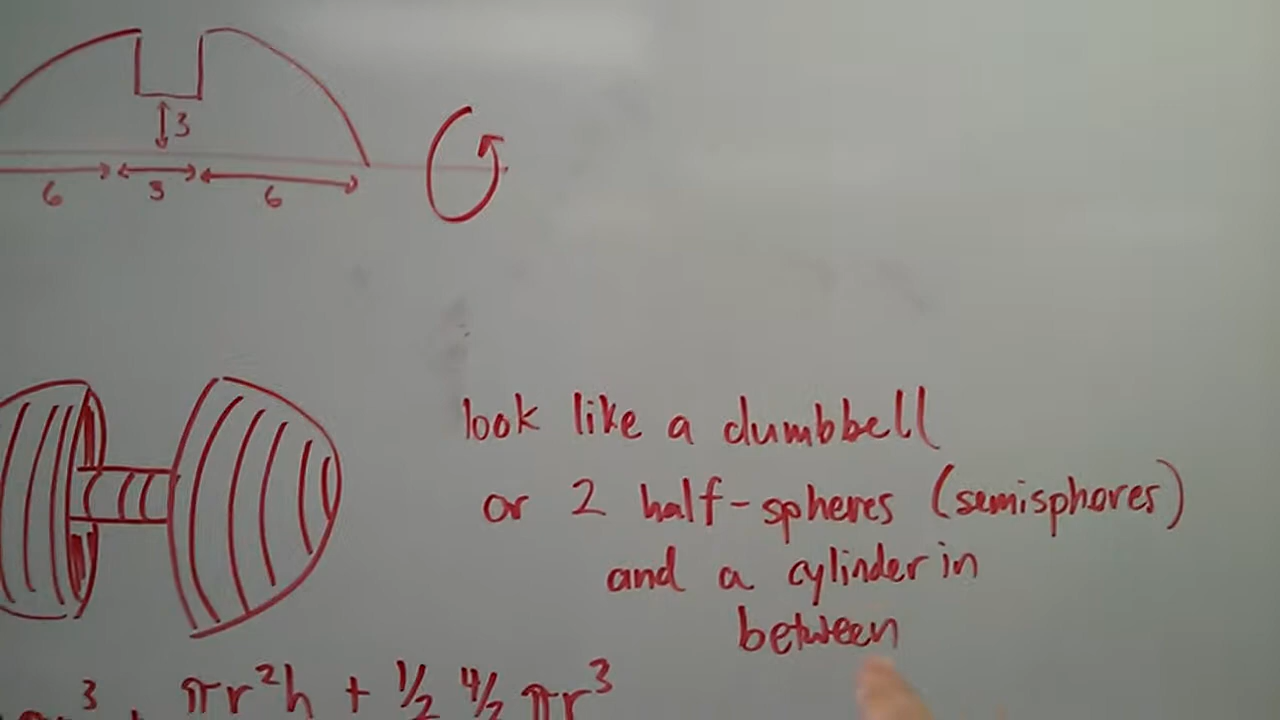 3
6 3 6
look like a dumbbell
or 2 half-spheres (semispheres)
and a cylinder in
between
3 + πr²h + 1/2 4/2 πr³